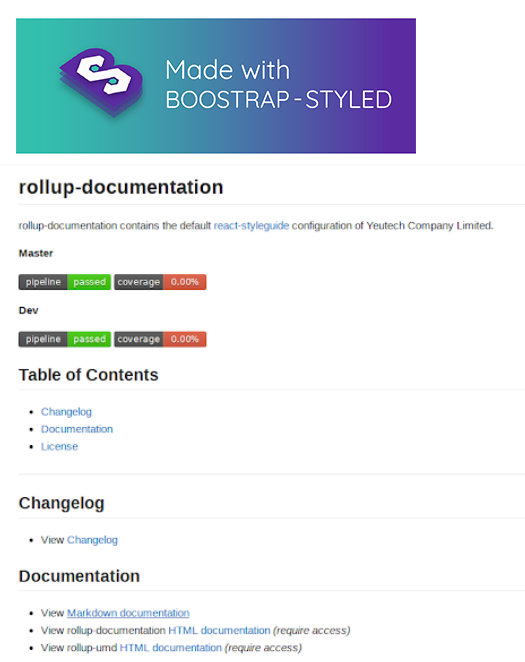 Made with
BOOSTRAP-STYLED
rollup-documentation
rollup-documentation contains the default react-styleguide configuration of Yeutech Company Limited.
Master
pipeline passed coverage 0.00%
Dev
pipeline passed coverage 0.00%
Table of Contents
• Changelog
• Documentation
• License
Changelog
• View Changelog
Documentation
• View Markdown documentation
• View rollup-documentation HTML documentation (require access)
• View rollup-umd HTML documentation (require access)